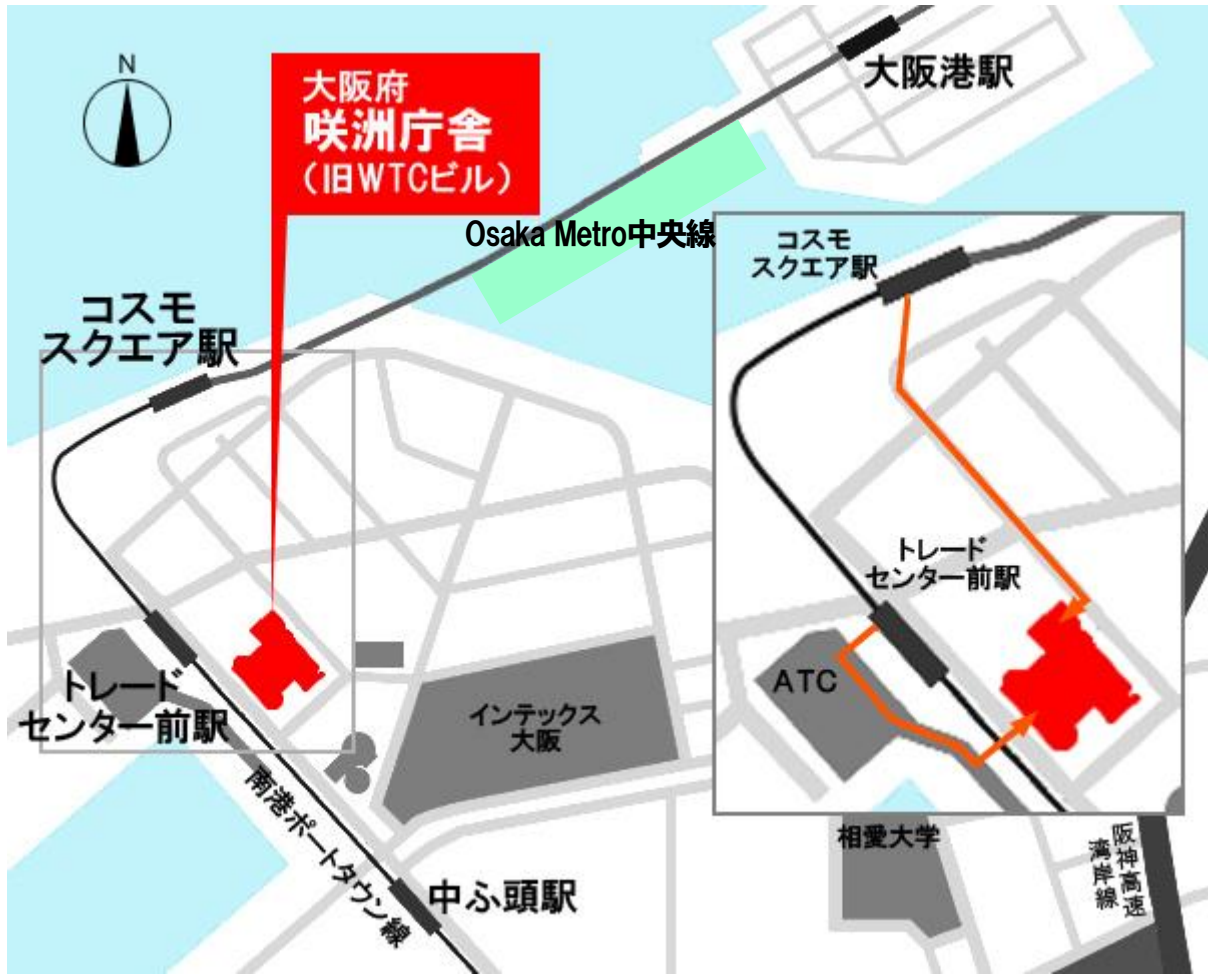 N
大阪府
咲洲庁舎
(旧WTCビル)
大阪港駅
Osaka Metro中央線
コスモ
スクエア駅
コスモ
スクエア駅
トレード
センター前駅
ATC
トレード
センター前駅
インテックス
大阪
南港ポートタウン線
中ふ頭駅
相愛大学
阪神高速
湾岸線